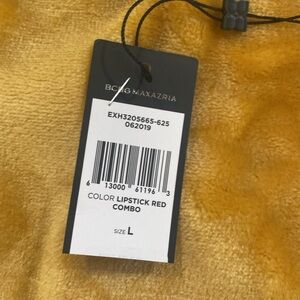 BCBGMAXAZRIA
EXH3205665-625
062019
6 13000 61196 3
COLOR LIPSTICK RED
COMBO
SIZE L